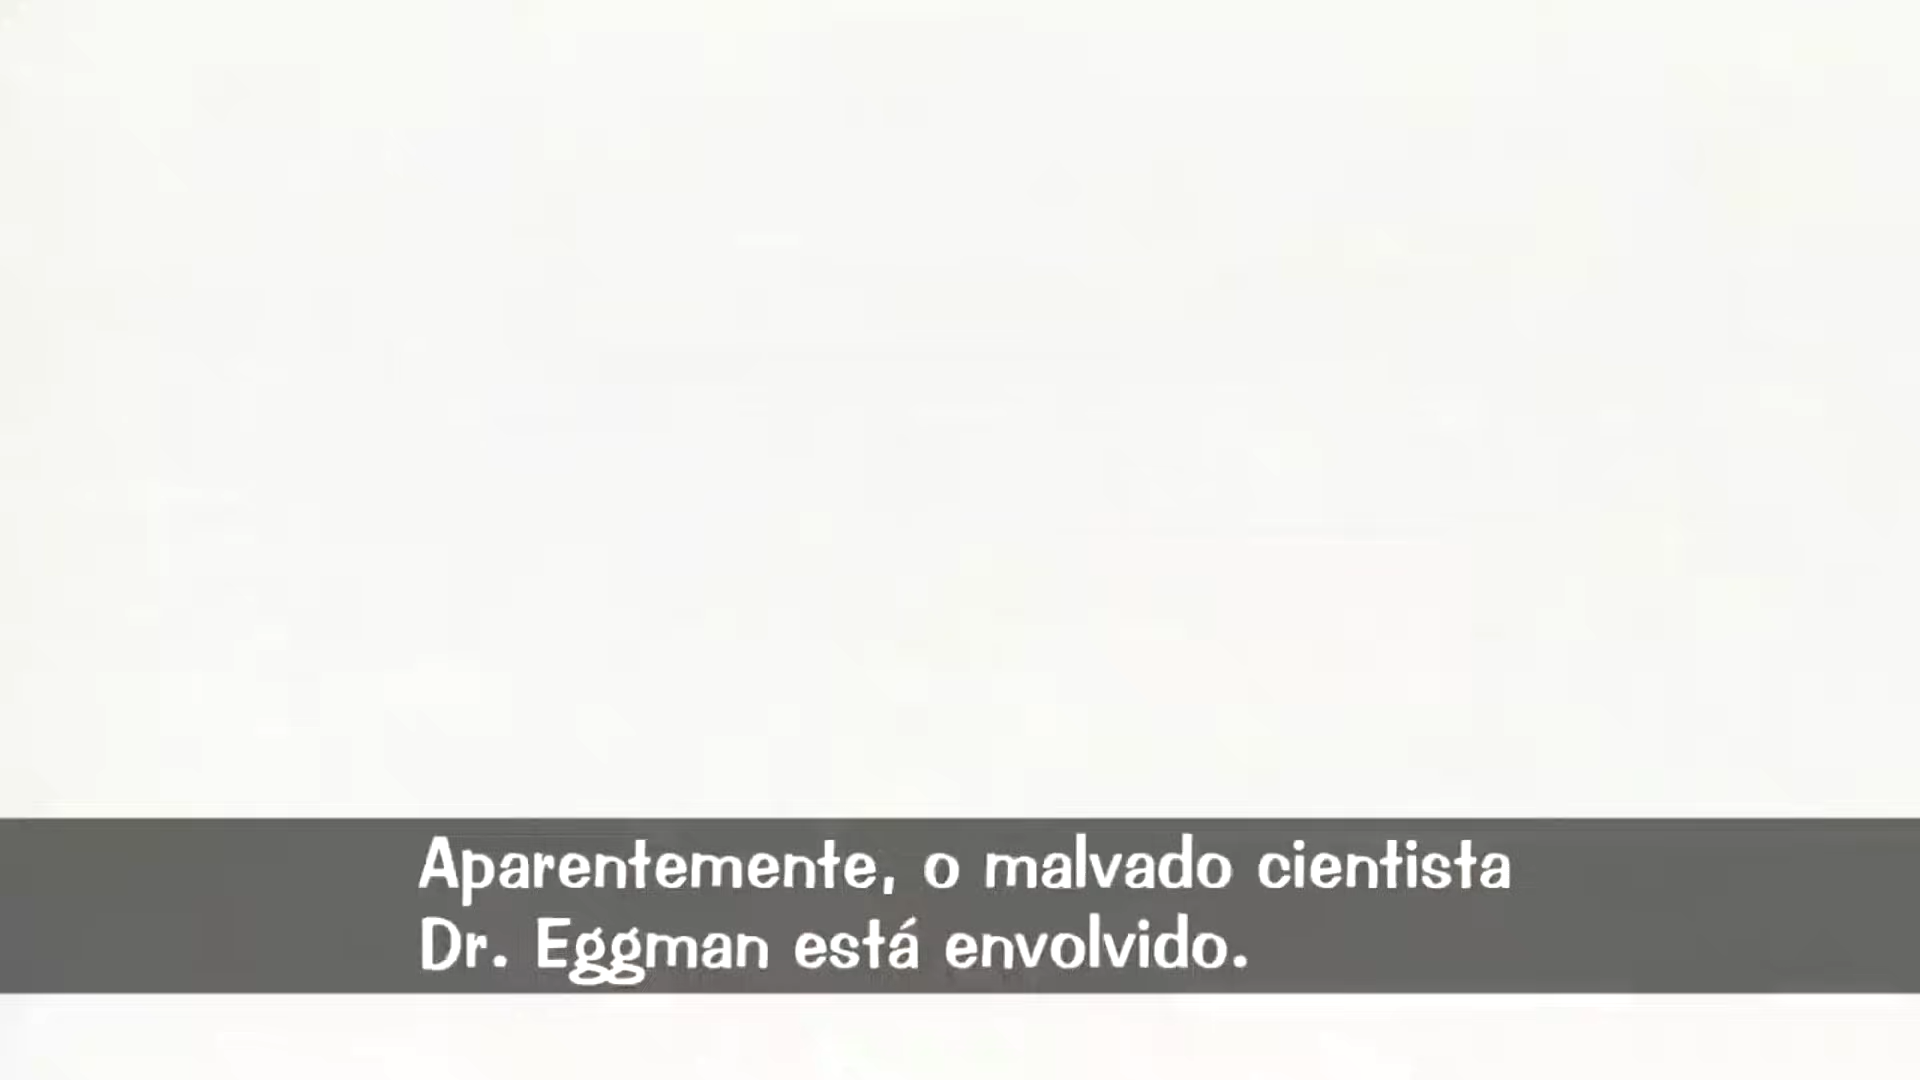 Aparentemente, o malvado cientista
Dr. Eggman está envolvido.